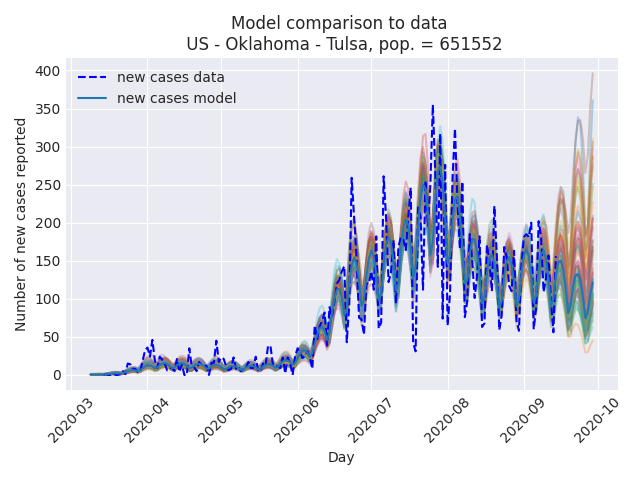 Model comparison to data
US - Oklahoma - Tulsa, pop. = 651552
new cases data
new cases model
Number of new cases reported
400
350
300
250
200
150
100
50
0
2020-03
2020-04
2020-05
2020-06
2020-07
2020-08
2020-09
2020-10
Day